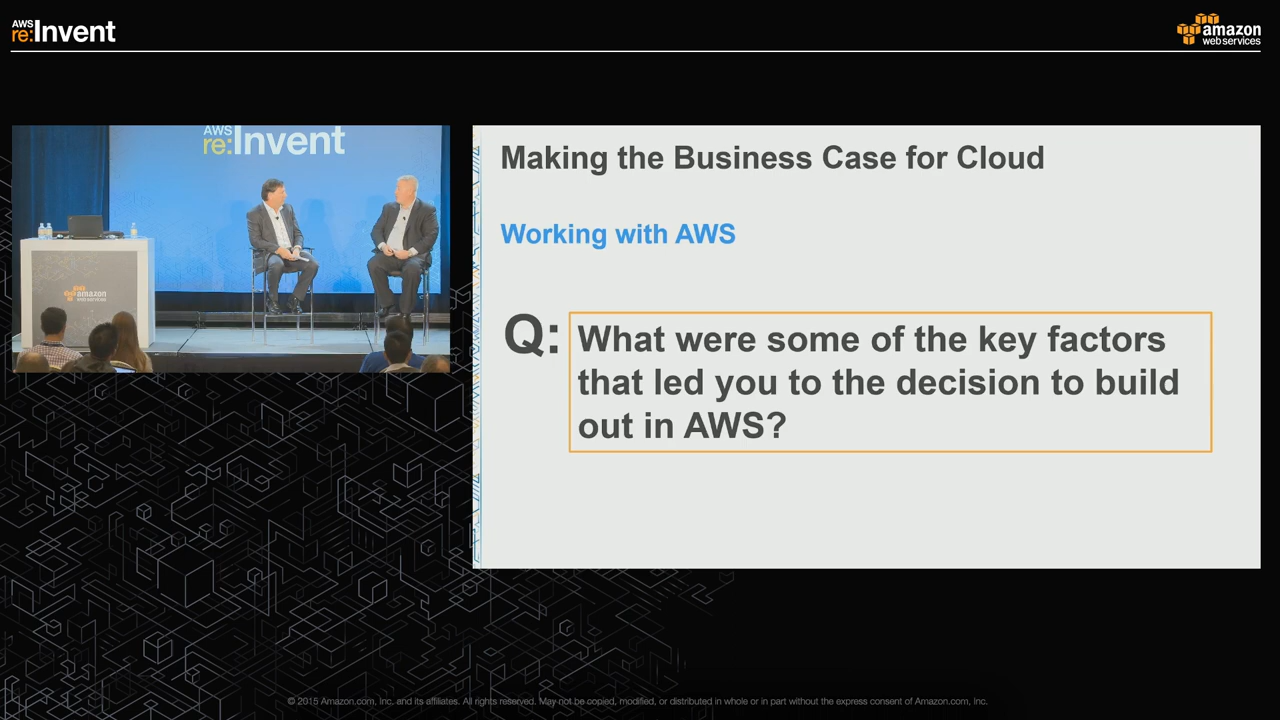 AWS
re:Invent
amazon
web services
AWS
re:Invent
amazon
web services
Making the Business Case for Cloud
Working with AWS
Q: What were some of the key factors
that led you to the decision to build
out in AWS?
© 2015 Amazon.com, Inc. and its affiliates. All rights reserved. May not be copied, modified, or distributed in whole or in part without the express consent of Amazon.com, Inc.